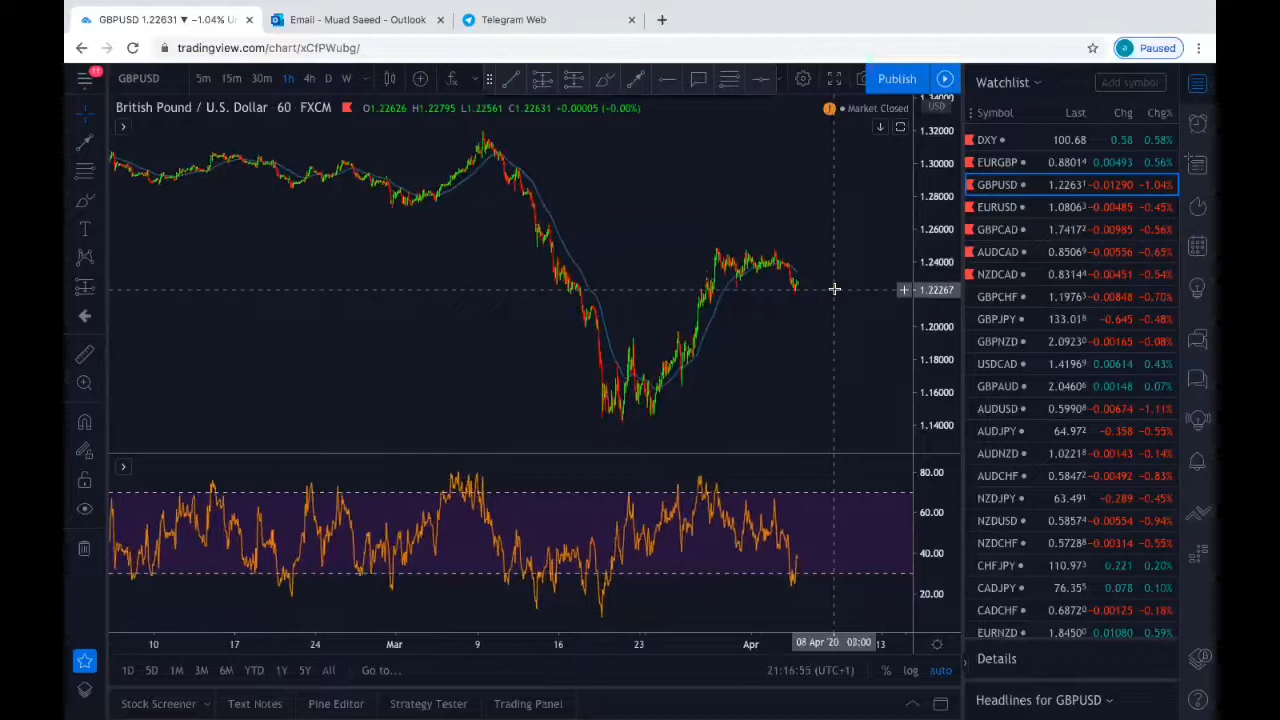 GBPUSD 1.22631 ▼ −1.04% U
Email - Muad Saeed - Outlook
Telegram Web
tradingview.com/chart/xCfPWubg/
a Paused
11
GBPUSD 5m 15m 30m 1h 4h D W Publish
British Pound / U.S. Dollar 60 FXCM O1.22626 H1.22795 L1.22561 C1.22631 +0.00005 (−0.00%)
Market Closed
USD
1.34000
1.32000
1.30000
1.28000
1.26000
1.24000
1.22267
1.20000
1.18000
1.16000
1.14000
80.00
60.00
40.00
20.00
10 17 24 Mar 9 16 23 Apr 08 Apr '20 08:00 13
1D 5D 1M 3M 6M YTD 1Y 5Y All Go to... 21:16:55 (UTC+1) % log auto
Stock Screener Text Notes Pine Editor Strategy Tester Trading Panel
Watchlist Add symbol
Symbol Last Chg Chg%
DXY 100.68 0.58 0.58%
EURGBP 0.88014 0.00493 0.56%
GBPUSD 1.22631 −0.01290 −1.04%
EURUSD 1.08063 −0.00485 −0.45%
GBPCAD 1.74172 −0.00985 −0.56%
AUDCAD 0.85069 −0.00556 −0.65%
NZDCAD 0.83144 −0.00451 −0.54%
GBPCHF 1.19763 −0.00848 −0.70%
GBPJPY 133.018 −0.645 −0.48%
GBPNZD 2.09230 −0.00165 −0.08%
USDCAD 1.41969 0.00614 0.43%
GBPAUD 2.04606 0.00148 0.07%
AUDUSD 0.59908 −0.00674 −1.11%
AUDJPY 64.972 −0.358 −0.55%
AUDNZD 1.02218 −0.00143 −0.14%
AUDCHF 0.58472 −0.00492 −0.83%
NZDJPY 63.491 −0.289 −0.45%
NZDUSD 0.58574 −0.00554 −0.94%
NZDCHF 0.57288 −0.00314 −0.55%
CHFJPY 110.973 0.221 0.20%
CADJPY 76.355 0.078 0.10%
CADCHF 0.68720 −0.00125 −0.18%
EURNZD 1.84500 0.01080 0.59%
Details
Headlines for GBPUSD